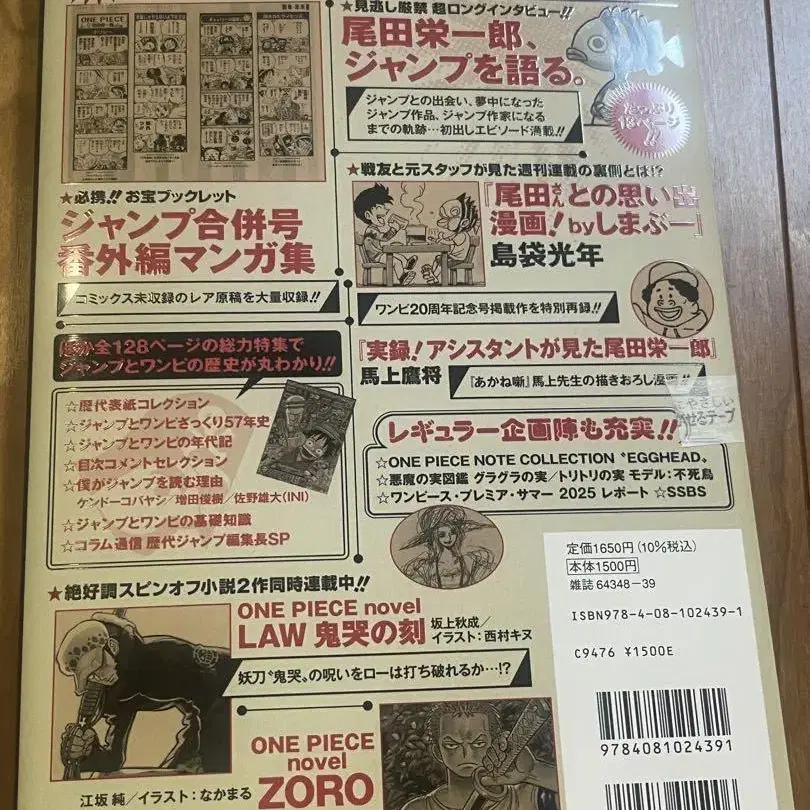 ONE PIECE
★見逃し厳禁 超ロングインタビュー!!
尾田栄一郎、
ジャンプを語る。
ジャンプとの出会い、夢中になった
ジャンプ作品、ジャンプ作家になる
までの軌跡…初出しエピソード満載!!
たっぷり
13ページ
!!
★必携!! お宝ブックレット
ジャンプ合併号
番外編マンガ集
コミックス未収録のレア原稿を大量収録!!
★戦友と元スタッフが見た週刊連載の裏側とは!?
『尾田さんとの思い出
漫画!byしまぶー』
島袋光年
ワンピ20周年記念号掲載作を特別再録!!
『実録!アシスタントが見た尾田栄一郎』
馬上鷹将
『あかね噺』馬上先生の描きおろし漫画!!
ほか全128ページの総力特集で
ジャンプとワンピの歴史が丸わかり!!
☆歴代表紙コレクション
☆ジャンプとワンピざっくり57年史
☆ジャンプとワンピの年代記
☆目次コメントセレクション
☆僕がジャンプを読む理由
ケンドーコバヤシ/増田俊樹/佐野雄大(INI)
☆ジャンプとワンピの基礎知識
☆コラム通信 歴代ジャンプ編集長SP
やさしい
はがせるテープ
レギュラー企画陣も充実!!
☆ONE PIECE NOTE COLLECTION “EGGHEAD„
☆悪魔の実図鑑 グラグラの実/トリトリの実 モデル:不死鳥
☆ワンピース・プレミア・サマー 2025 レポート ☆SSBS
★絶好調スピンオフ小説2作同時連載中!!
ONE PIECE novel
LAW 鬼哭の刻
坂上秋成/
イラスト:西村キヌ
妖刀“鬼哭„の呪いをローは打ち破れるか…!?
ONE PIECE
novel
ZORO
江坂 純/イラスト:なかまる
定価1650円(10%税込)
本体1500円
雑誌 64348-39
ISBN978-4-08-102439-1
C9476 ¥1500E
9784081024391